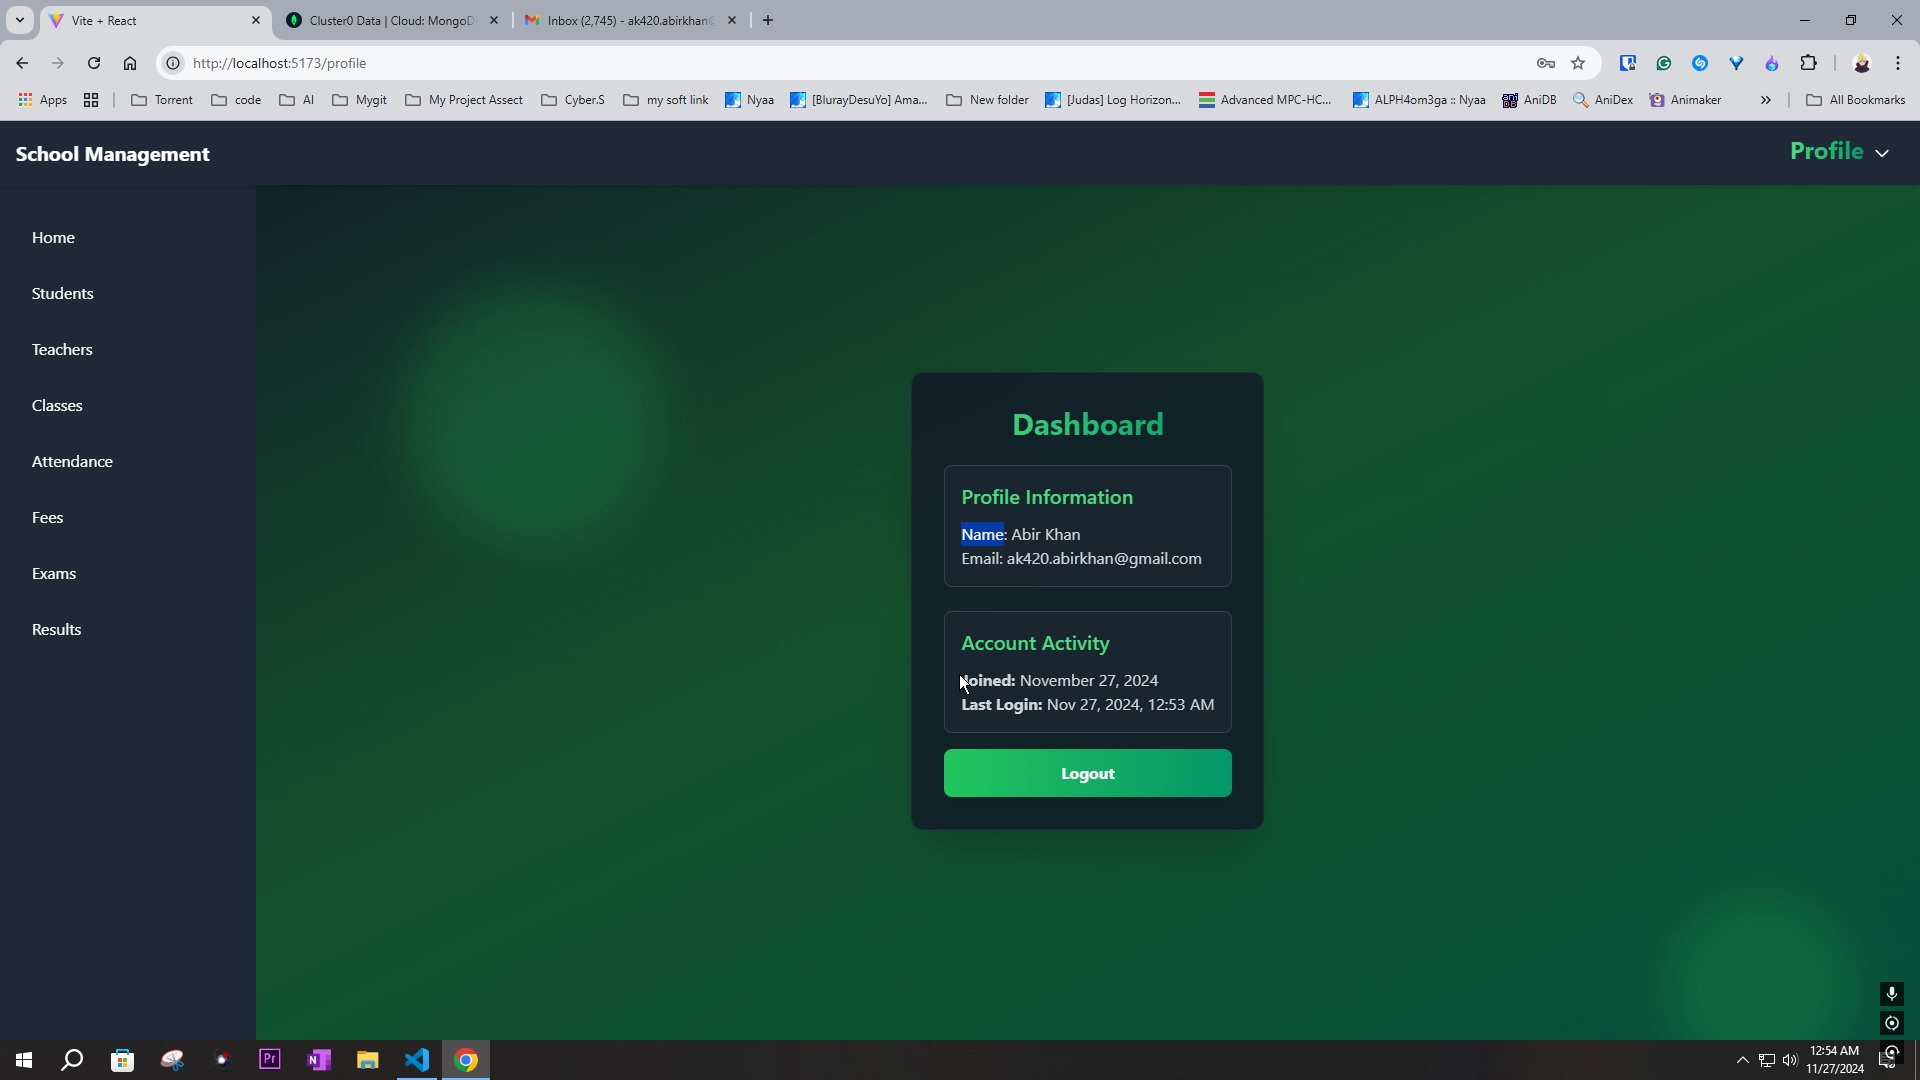 Vite + React
Cluster0 Data | Cloud: MongoD
Inbox (2,745) - ak420.abirkhan@
http://localhost:5173/profile
Apps
Torrent
code
AI
Mygit
My Project Assect
Cyber.S
my soft link
Nyaa
[BlurayDesuYo] Ama...
New folder
[Judas] Log Horizon...
Advanced MPC-HC...
ALPH4om3ga :: Nyaa
AniDB
AniDex
Animaker
All Bookmarks
School Management
Profile
Home
Students
Teachers
Classes
Attendance
Fees
Exams
Results
Dashboard
Profile Information
Name: Abir Khan
Email: ak420.abirkhan@gmail.com
Account Activity
Joined: November 27, 2024
Last Login: Nov 27, 2024, 12:53 AM
Logout
Pr
N
12:54 AM
11/27/2024